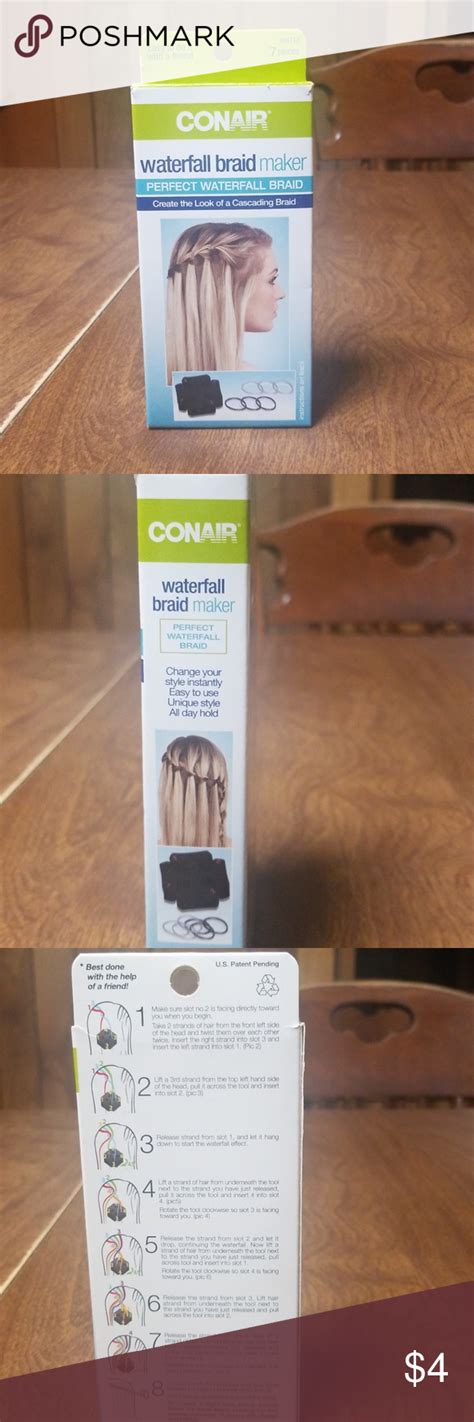 POSHMARK
7 pieces
CONAIR®
waterfall braid maker
PERFECT WATERFALL BRAID
Create the Look of a Cascading Braid
instructions on back
CONAIR®
waterfall
braid maker
PERFECT
WATERFALL
BRAID
Change your
style instantly
Easy to use
Unique style
All day hold
* Best done
with the help
of a friend!
U.S. Patent Pending
1 Make sure slot no.2 is facing directly toward
you when you begin.
Take 2 strands of hair from the front left side
of the head and twist them over each other
twice. Insert the right strand into slot 3 and
insert the left strand into slot 1. (Pic 2)
2 Lift a 3rd strand from the top left hand side
of the head, pull it across the tool and insert
into slot 2. (pic 3)
3 Release strand from slot 1, and let it hang
down to start the waterfall effect.
4 Lift a strand of hair from underneath the tool
next to the strand you have just released,
pull it across the tool and insert it into slot
4. (pic5)
Rotate the tool clockwise so slot 3 is facing
toward you. (pic 4)
5 Release the strand from slot 2 and let it
drop, continuing the waterfall. Now lift a
strand of hair from underneath the tool next
to the strand you have just released, pull
across tool and insert into slot 1.
Rotate the tool clockwise so slot 4 is facing
toward you. (pic 6)
6 Release the strand from slot 3. Lift hair
strand from underneath the tool next to
the strand you have just released and pull
across tool and insert into slot 2.
7 Release the
8
$4